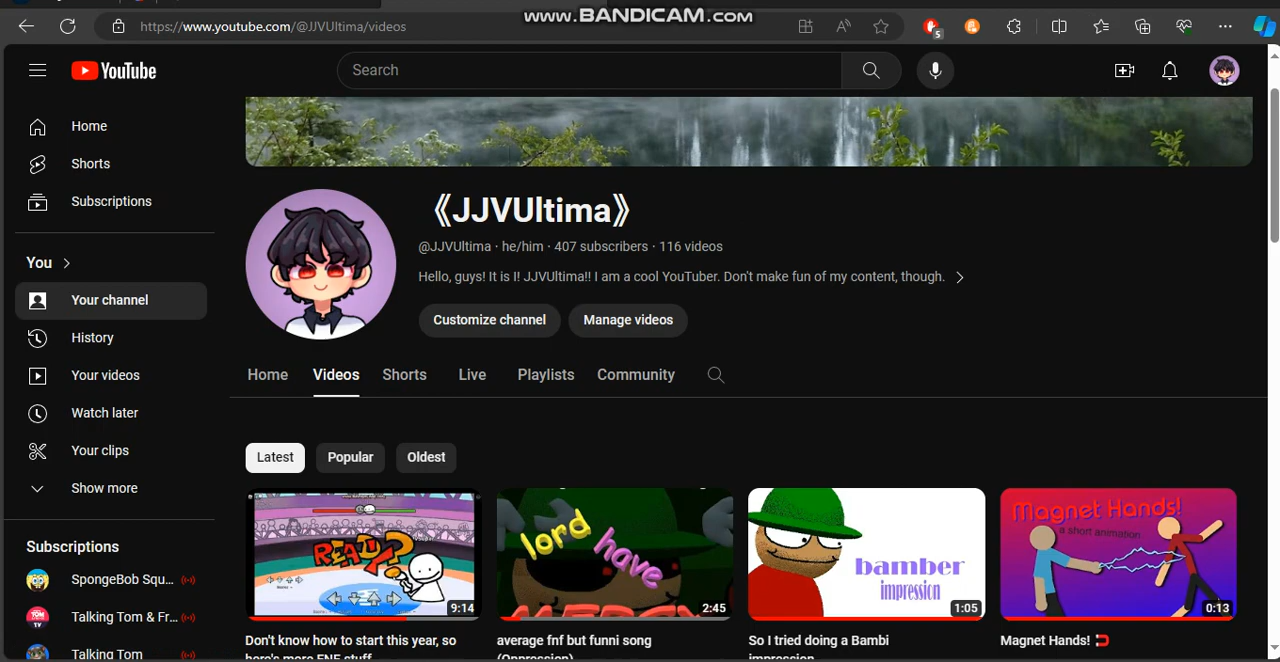 www.BANDICAM.com
https://www.youtube.com/@JJVUltima/videos
5
YouTube
Search
Home
Shorts
Subscriptions
You
Your channel
History
Your videos
Watch later
Your clips
Show more
Subscriptions
SpongeBob Squ...
Talking Tom & Fr...
Talking Tom
《JJVUltima》
@JJVUltima · he/him · 407 subscribers · 116 videos
Hello, guys! It is I! JJVUltima!! I am a cool YouTuber. Don't make fun of my content, though.
Customize channel
Manage videos
Home
Videos
Shorts
Live
Playlists
Community
Latest
Popular
Oldest
READY?
9:14
Don't know how to start this year, so
here's more FNF stuff
lord
have
MERCY
2:45
average fnf but funni song
(Oppression)
bamber
impression
1:05
So I tried doing a Bambi
impression
Magnet Hands!
a short animation
0:13
Magnet Hands!